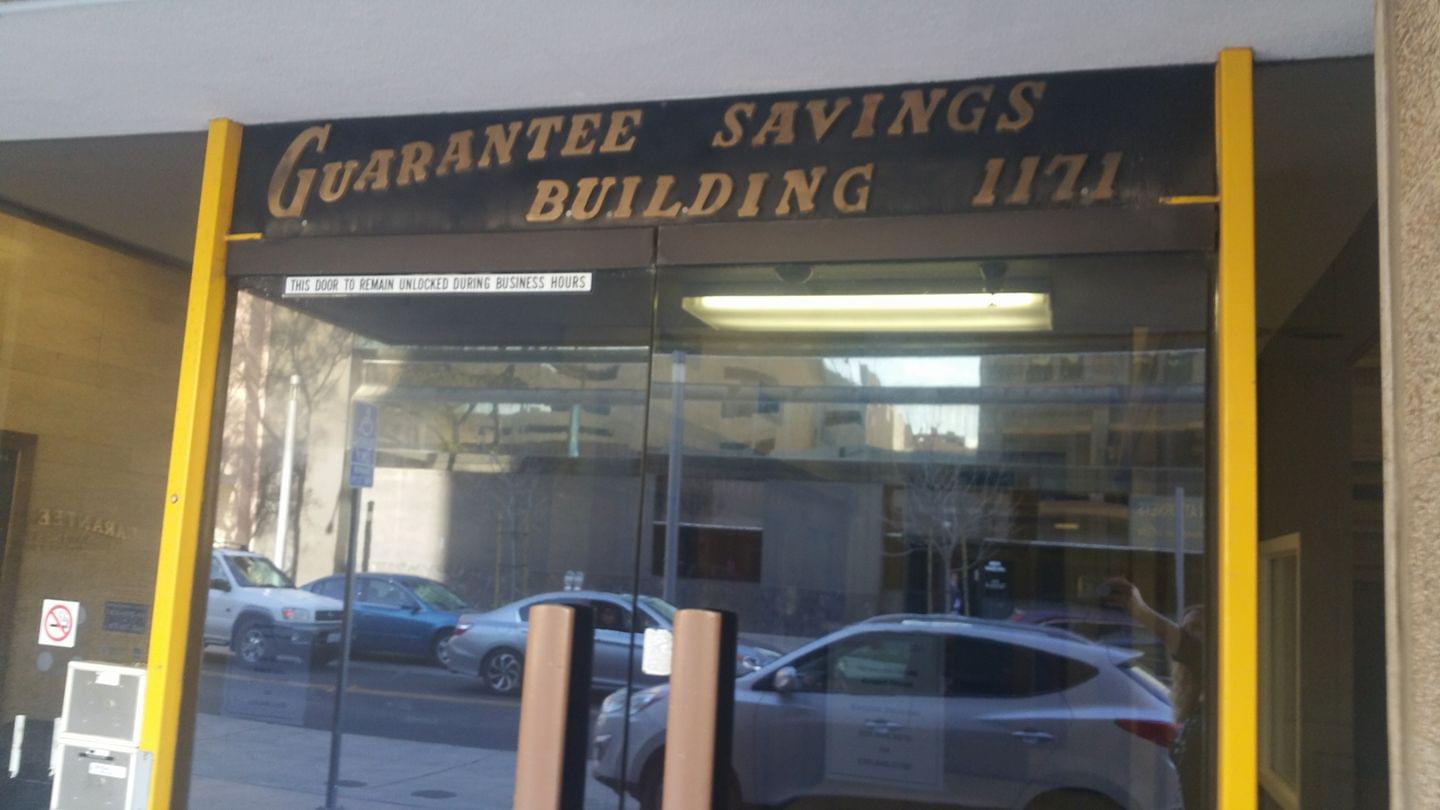 GUARANTEE SAVINGS
BUILDING 1171
THIS DOOR TO REMAIN UNLOCKED DURING BUSINESS HOURS